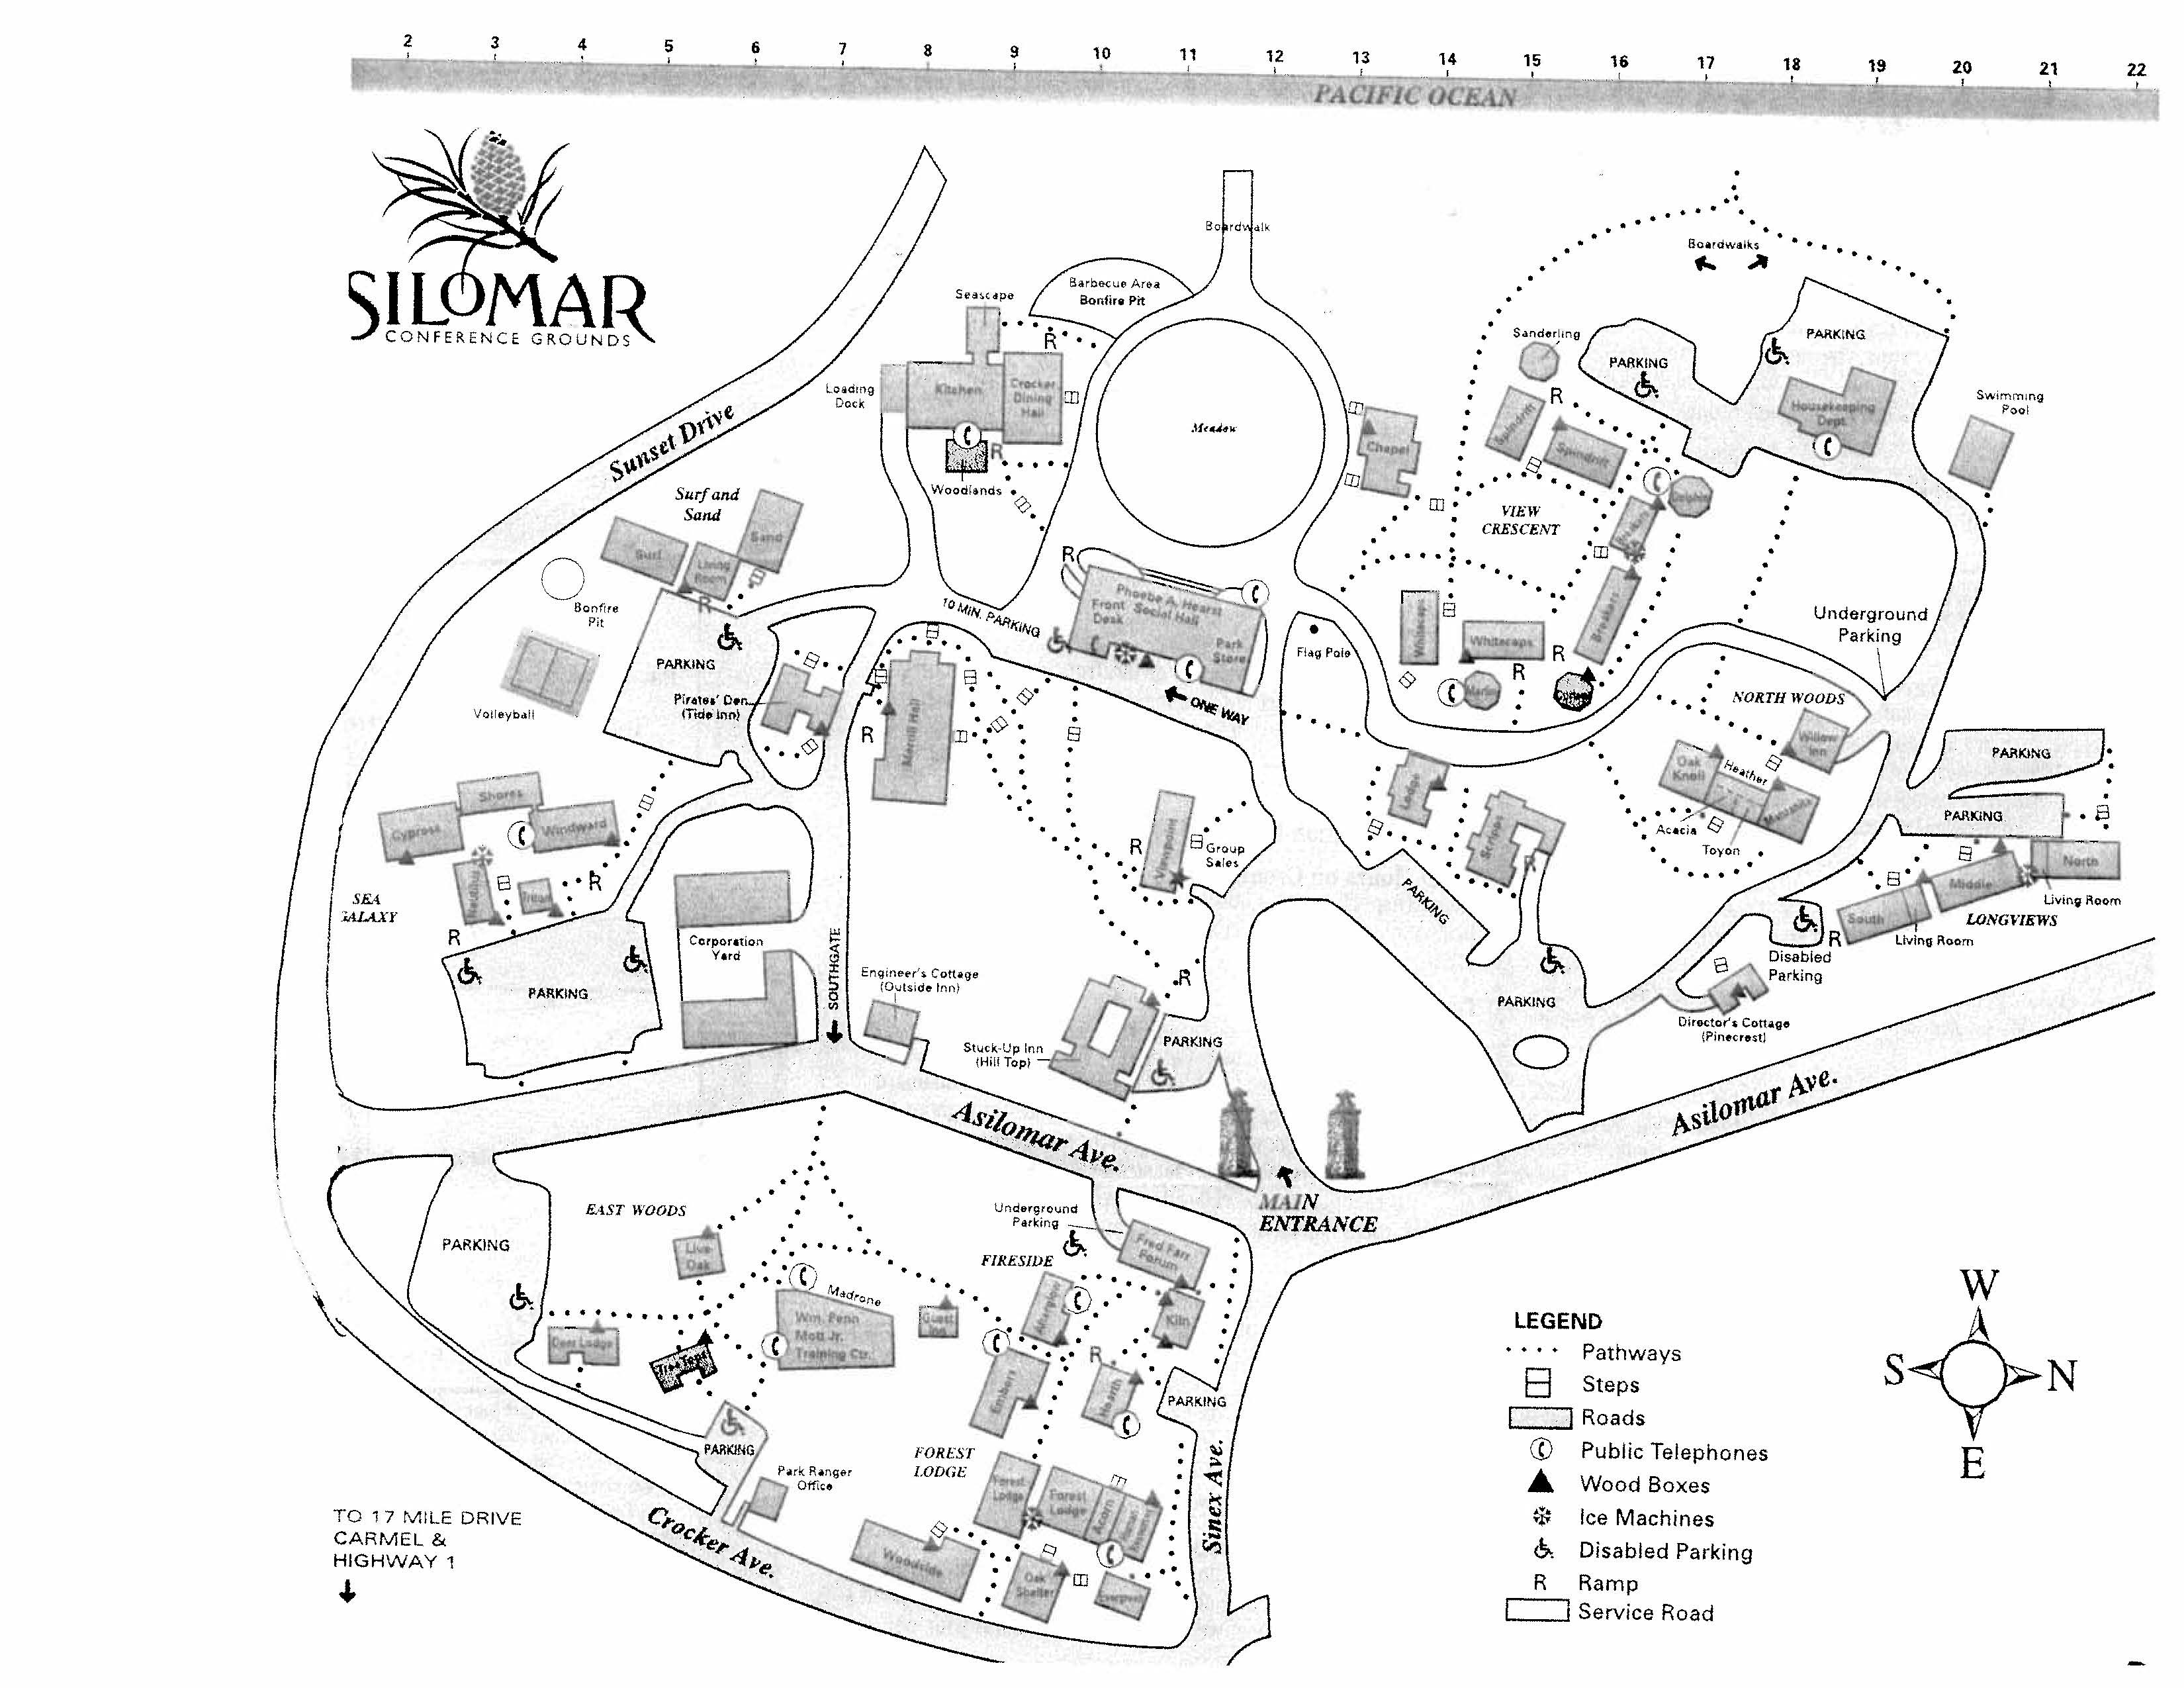 2 3 4 5 6 7 8 9 10 11 12 13 14 15 16 17 18 19 20 21 22
PACIFIC OCEAN
SILOMAR
CONFERENCE GROUNDS
Boardwalk
Boardwalks
Barbecue Area
Bonfire Pit
Seascape
R
Sanderling
PARKING
PARKING
Loading
Dock
Kitchen
Crocker
Dining
Hall
Housekeeping
Dept.
Swimming
Pool
Sunset Drive
Meadow
Chapel
Spindrift
R
Spindrift
R
Woodlands
Surf and
Sand
Surf
Living
Room
Sand
R
VIEW
CRESCENT
Dolphin
Breakers
Breakers
Bonfire
Pit
Volleyball
PARKING
10 MIN. PARKING
R
Phoebe A. Hearst
Social Hall
Front
Desk
Park
Store
ONE WAY
Flag Pole
Whitecaps
Whitecaps
R
R
Marlin
Underground
Parking
NORTH WOODS
Pirates' Den
(Tide Inn)
R
Merrill Hall
Lodge
Scripps
R
Oak
Knoll
Heather
Willow
Inn
Manzanita
Acacia
Toyon
PARKING
PARKING
Shores
Cypress
Windward
Neptune
Triton
R
R
SEA
GALAXY
PARKING
Corporation
Yard
SOUTHGATE
Viewpoint
R
Group
Sales
PARKING
South
Middle
North
Living Room
Living Room
LONGVIEWS
R
Disabled
Parking
Engineer's Cottage
(Outside Inn)
Stuck-Up Inn
(Hill Top)
R
PARKING
PARKING
Director's Cottage
(Pinecrest)
Asilomar Ave.
Asilomar Ave.
MAIN
ENTRANCE
EAST WOODS
PARKING
Live
Oak
Underground
Parking
FIRESIDE
Fred Farr
Forum
Madrone
Wm. Penn
Mott Jr.
Training Ctr.
Guest
Inn
Afterglow
Kiln
R
Deer Lodge
Tree Tops
Embers
Hearth
PARKING
PARKING
Park Ranger
Office
FOREST
LODGE
Forest
Lodge
Forest
Lodge
Acorn
Woodside
Oak
Shelter
Evergreen
Crocker Ave.
Sinex Ave.
TO 17 MILE DRIVE
CARMEL &
HIGHWAY 1
LEGEND
Pathways
Steps
Roads
Public Telephones
Wood Boxes
Ice Machines
Disabled Parking
R Ramp
Service Road
W
S N
E